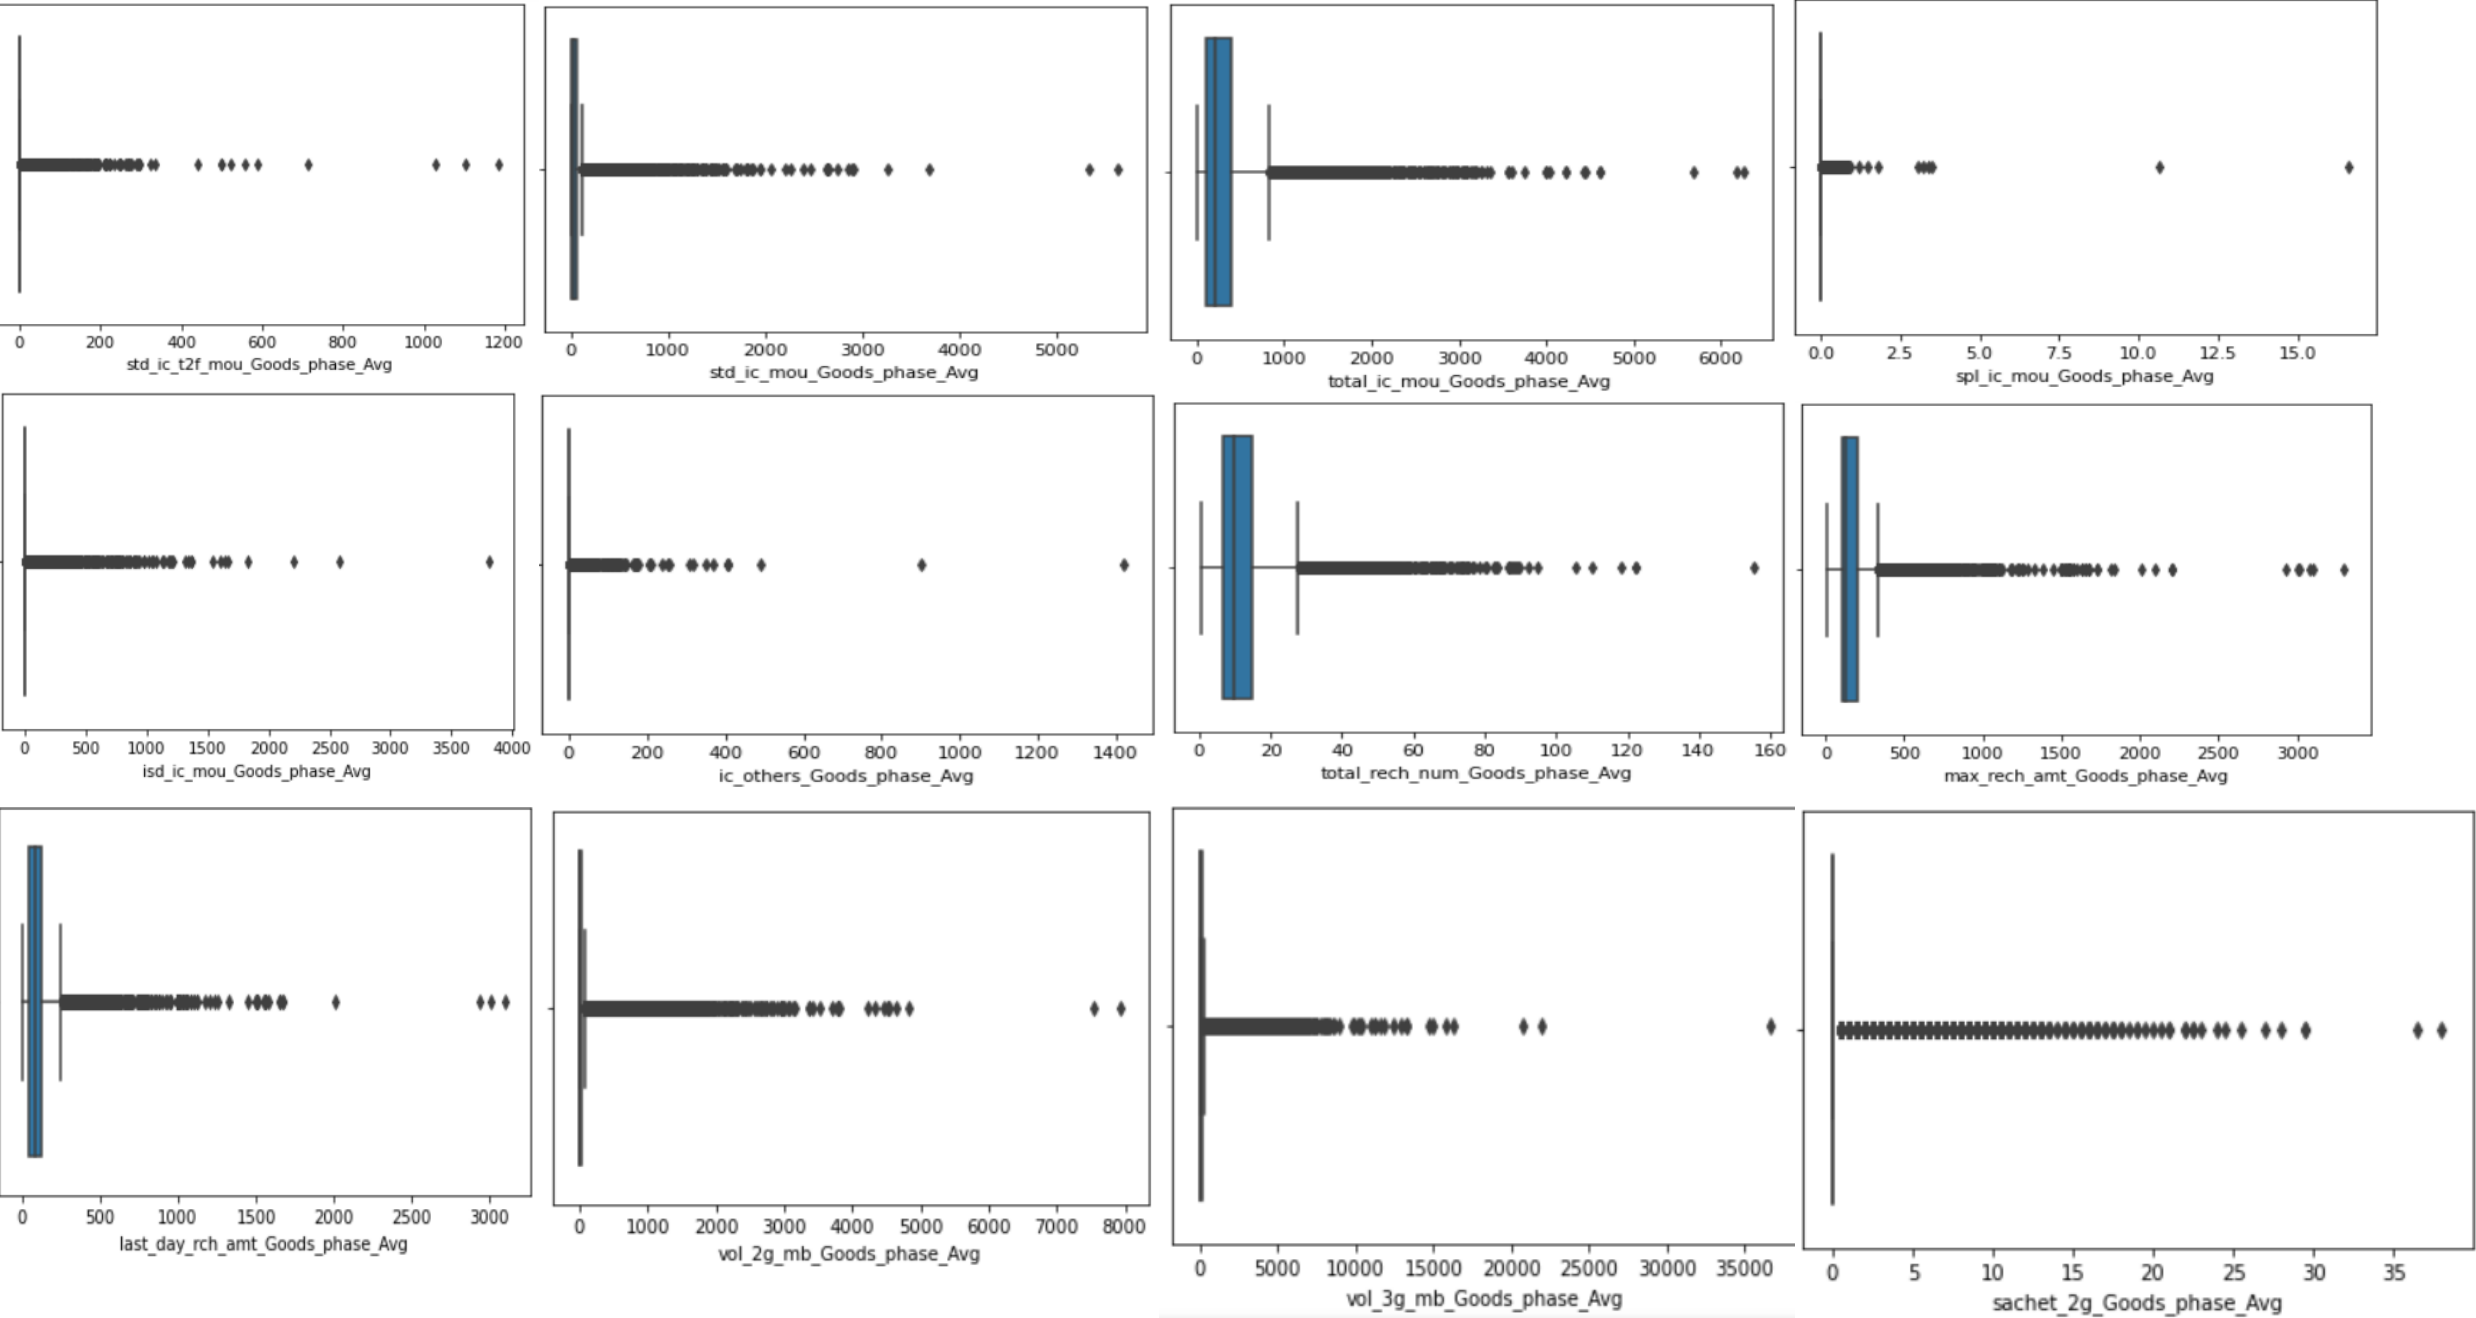 0 200 400 600 800 1000 1200
std_ic_t2f_mou_Goods_phase_Avg
0 1000 2000 3000 4000 5000
std_ic_mou_Goods_phase_Avg
0 1000 2000 3000 4000 5000 6000
total_ic_mou_Goods_phase_Avg
0.0 2.5 5.0 7.5 10.0 12.5 15.0
spl_ic_mou_Goods_phase_Avg
0 500 1000 1500 2000 2500 3000 3500 4000
isd_ic_mou_Goods_phase_Avg
0 200 400 600 800 1000 1200 1400
ic_others_Goods_phase_Avg
0 20 40 60 80 100 120 140 160
total_rech_num_Goods_phase_Avg
0 500 1000 1500 2000 2500 3000
max_rech_amt_Goods_phase_Avg
0 500 1000 1500 2000 2500 3000
last_day_rch_amt_Goods_phase_Avg
0 1000 2000 3000 4000 5000 6000 7000 8000
vol_2g_mb_Goods_phase_Avg
0 5000 10000 15000 20000 25000 30000 35000
vol_3g_mb_Goods_phase_Avg
0 5 10 15 20 25 30 35
sachet_2g_Goods_phase_Avg